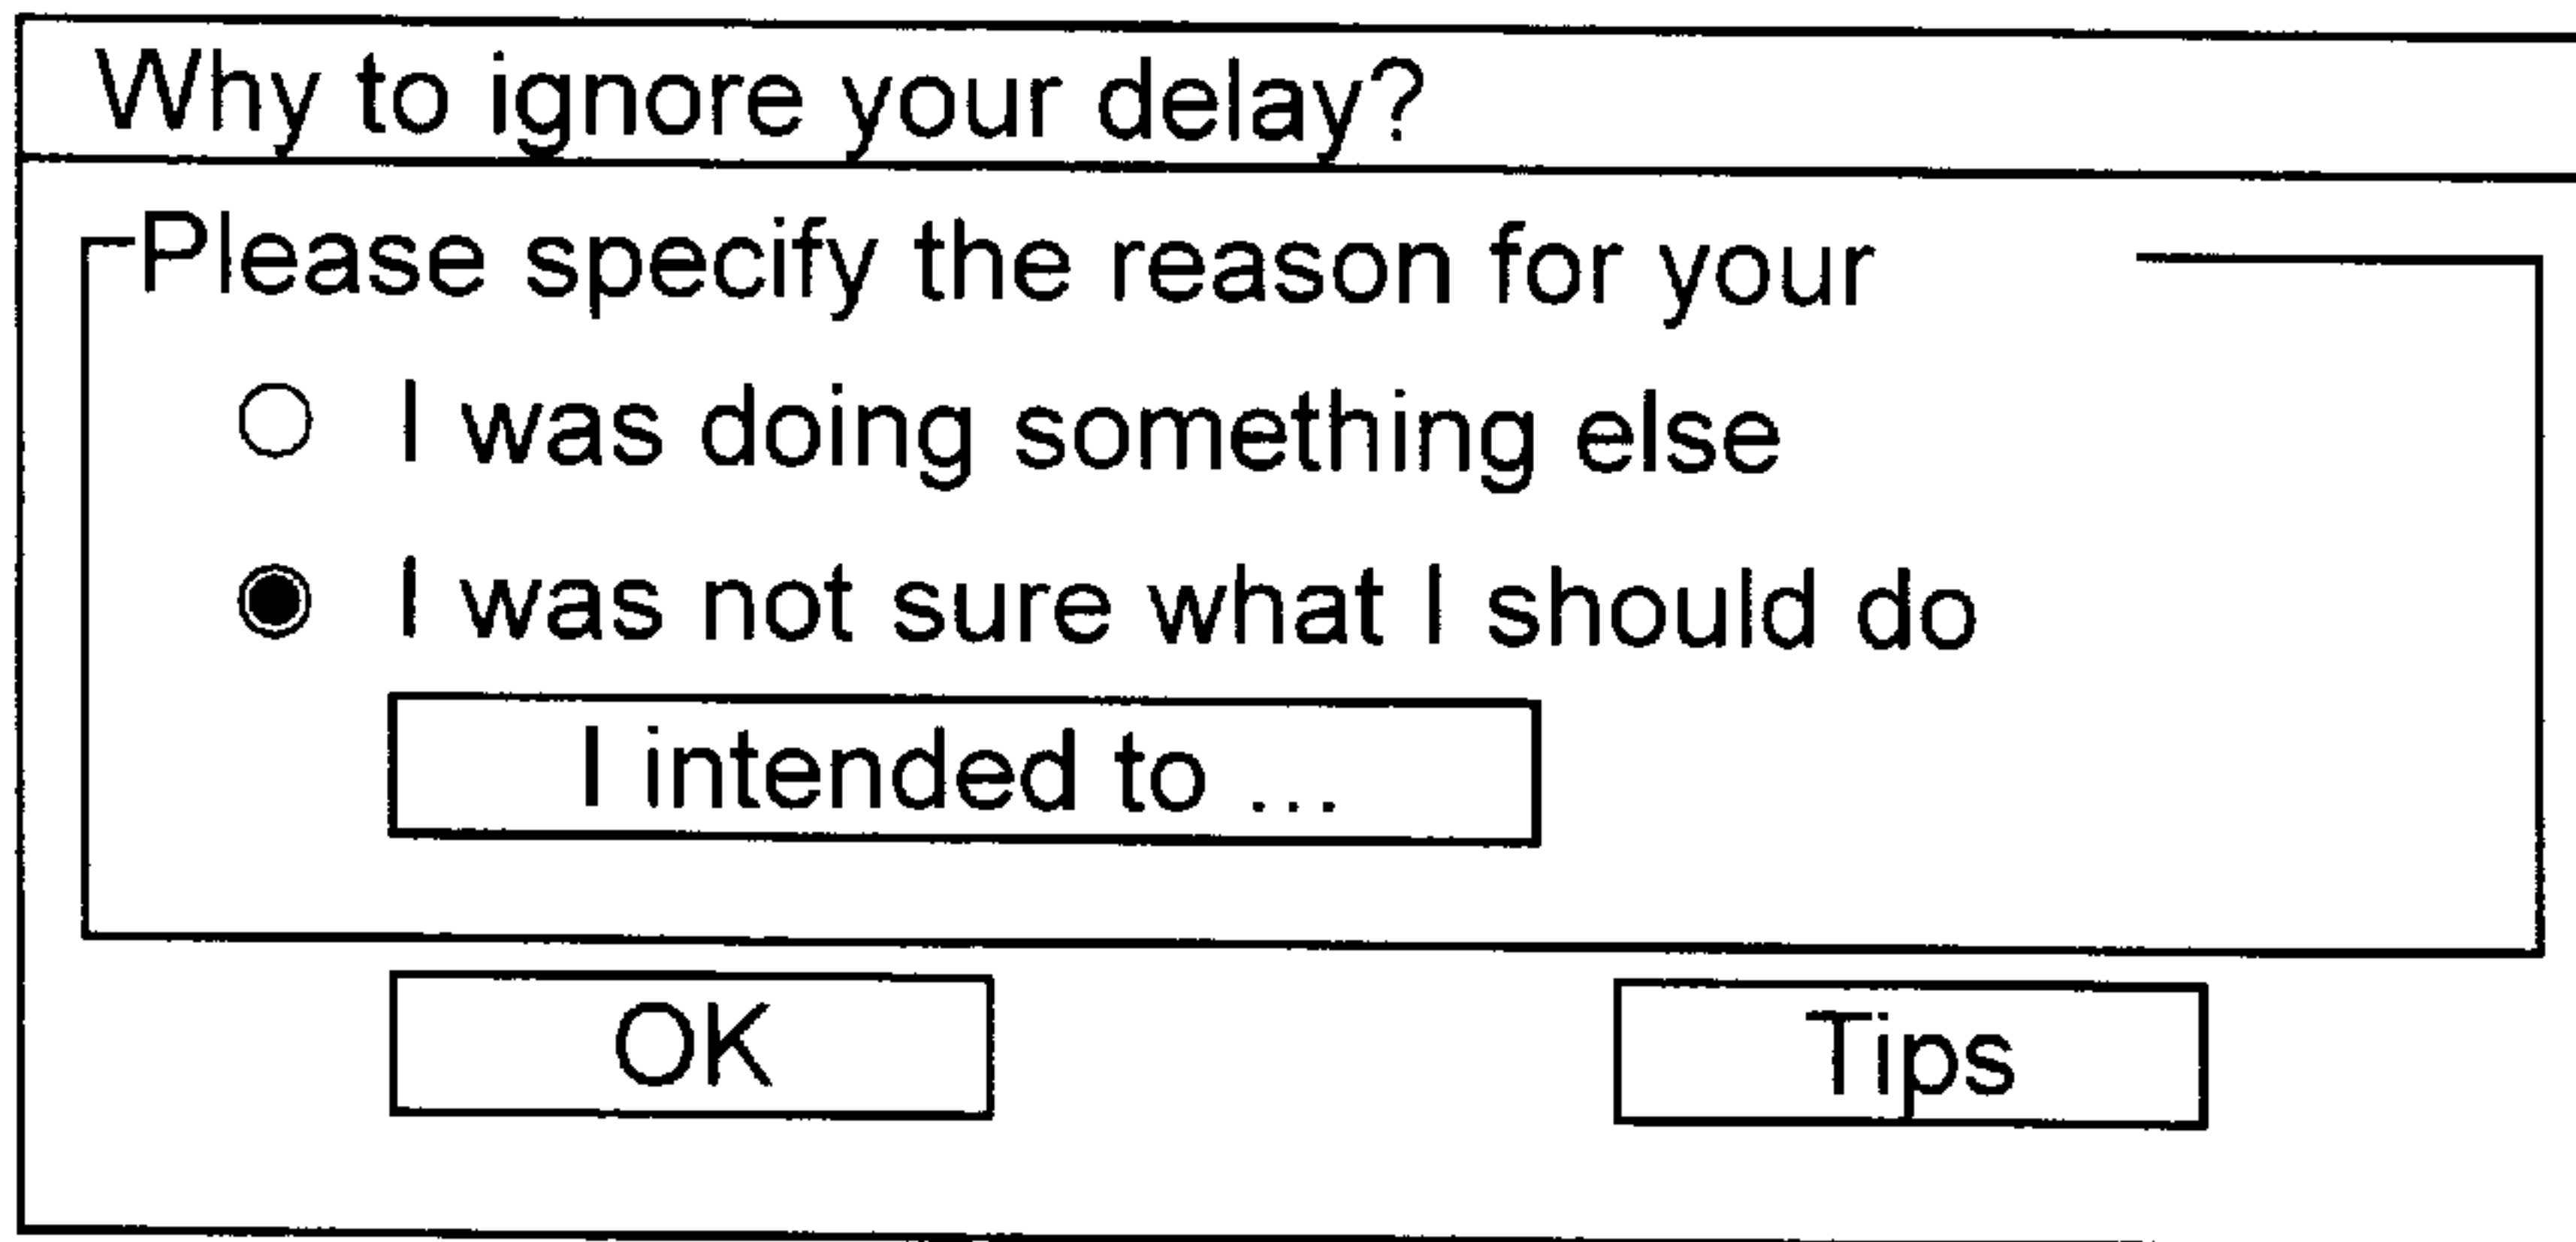 Why to ignore your delay?
Please specify the reason for your
I was doing something else
I was not sure what I should do
I intended to ...
OK
Tips